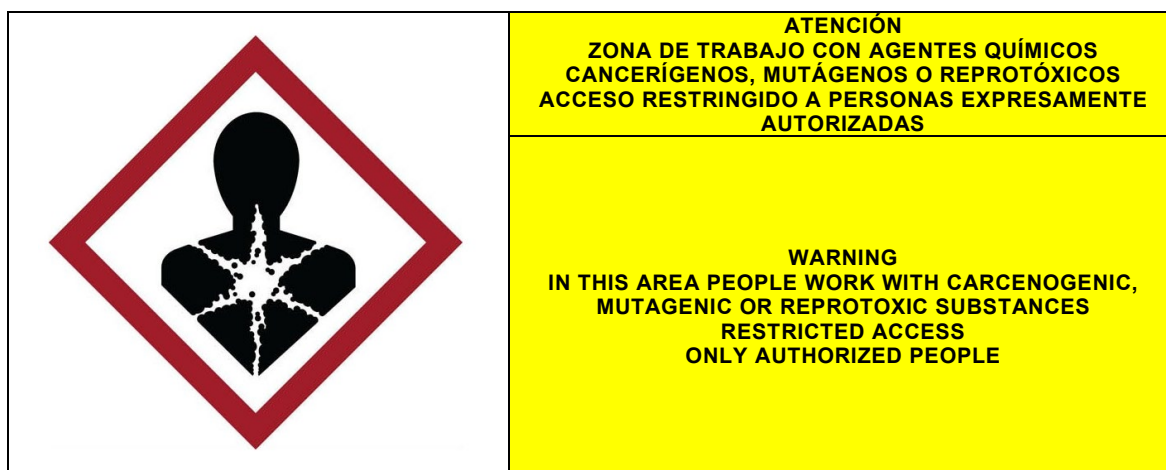 ATENCIÓN
ZONA DE TRABAJO CON AGENTES QUÍMICOS
CANCERÍGENOS, MUTÁGENOS O REPROTÓXICOS
ACCESO RESTRINGIDO A PERSONAS EXPRESAMENTE
AUTORIZADAS
WARNING
IN THIS AREA PEOPLE WORK WITH CARCENOGENIC,
MUTAGENIC OR REPROTOXIC SUBSTANCES
RESTRICTED ACCESS
ONLY AUTHORIZED PEOPLE